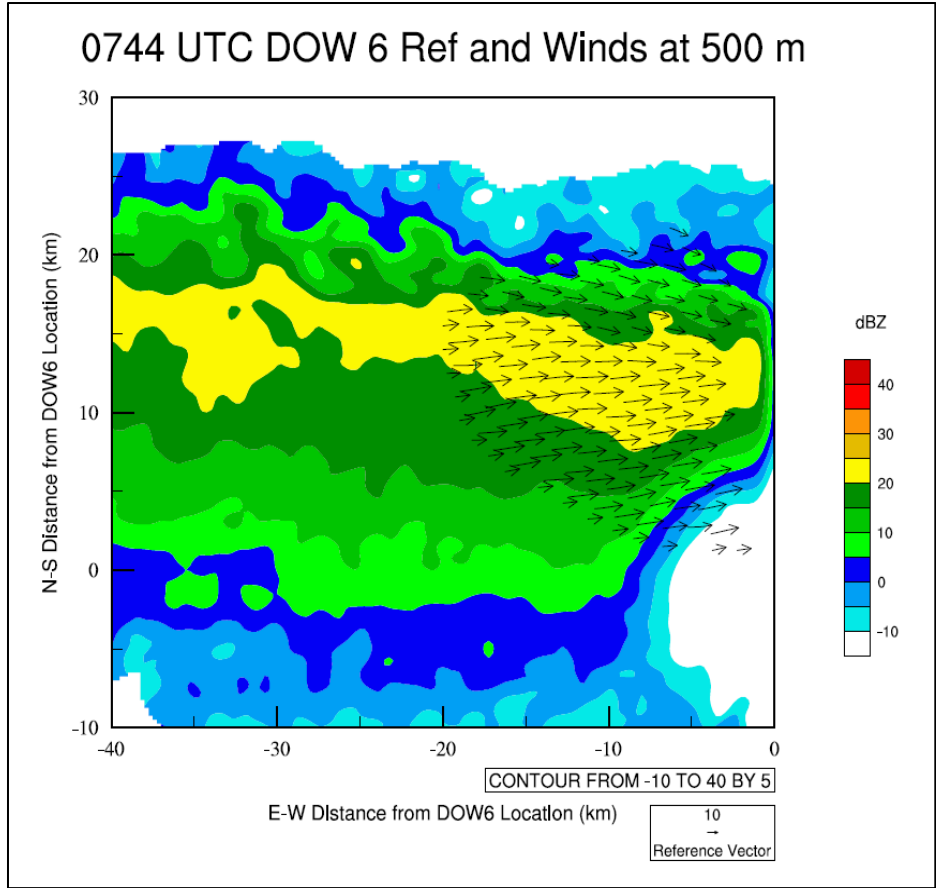 0744 UTC DOW 6 Ref and Winds at 500 m
30
20
10
0
-10
N-S Distance from DOW6 Location (km)
-40
-30
-20
-10
0
CONTOUR FROM -10 TO 40 BY 5
E-W Distance from DOW6 Location (km)
10
Reference Vector
dBZ
40
30
20
10
0
-10